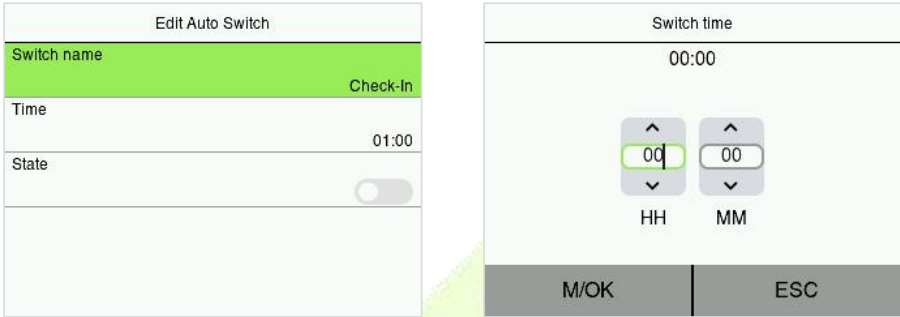 Edit Auto Switch
Switch name
Check-In
Time
01:00
State
Switch time
00:00
00 00
HH MM
M/OK ESC